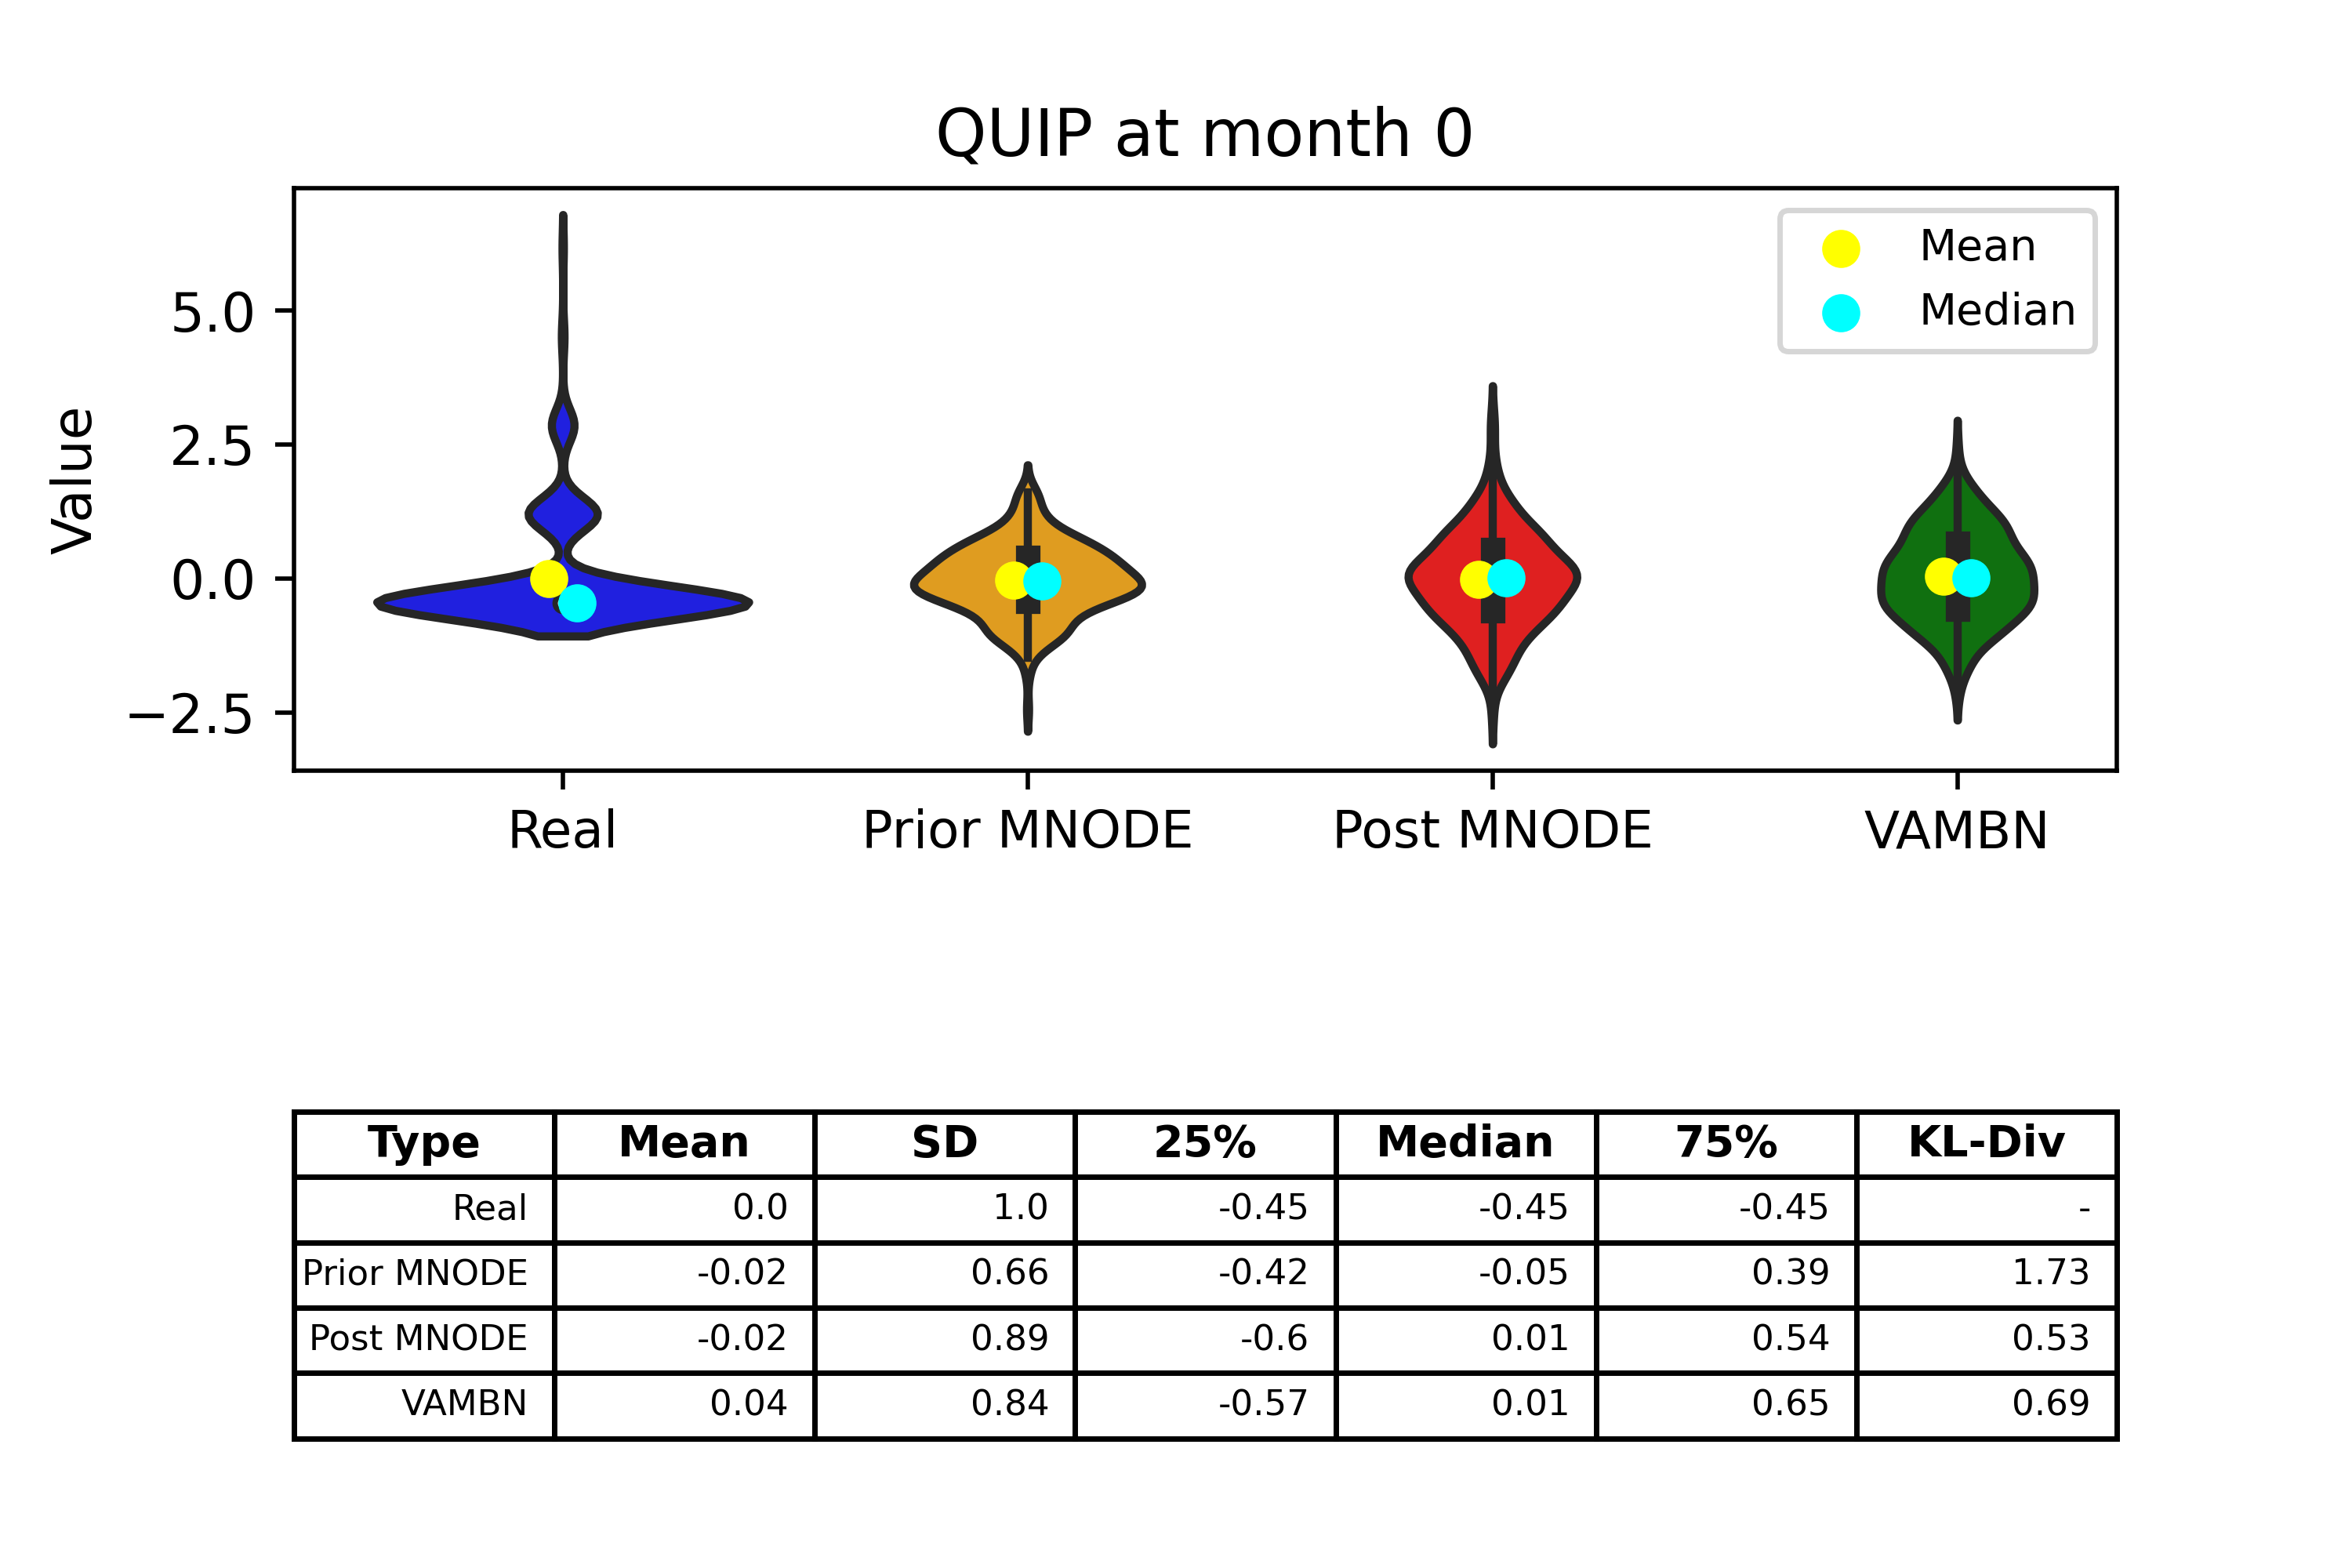 QUIP at month 0
Mean
Median
Value
5.0
2.5
0.0
−2.5
Real Prior MNODE Post MNODE VAMBN
Type Mean SD 25% Median 75% KL-Div
Real 0.0 1.0 -0.45 -0.45 -0.45 -
Prior MNODE -0.02 0.66 -0.42 -0.05 0.39 1.73
Post MNODE -0.02 0.89 -0.6 0.01 0.54 0.53
VAMBN 0.04 0.84 -0.57 0.01 0.65 0.69